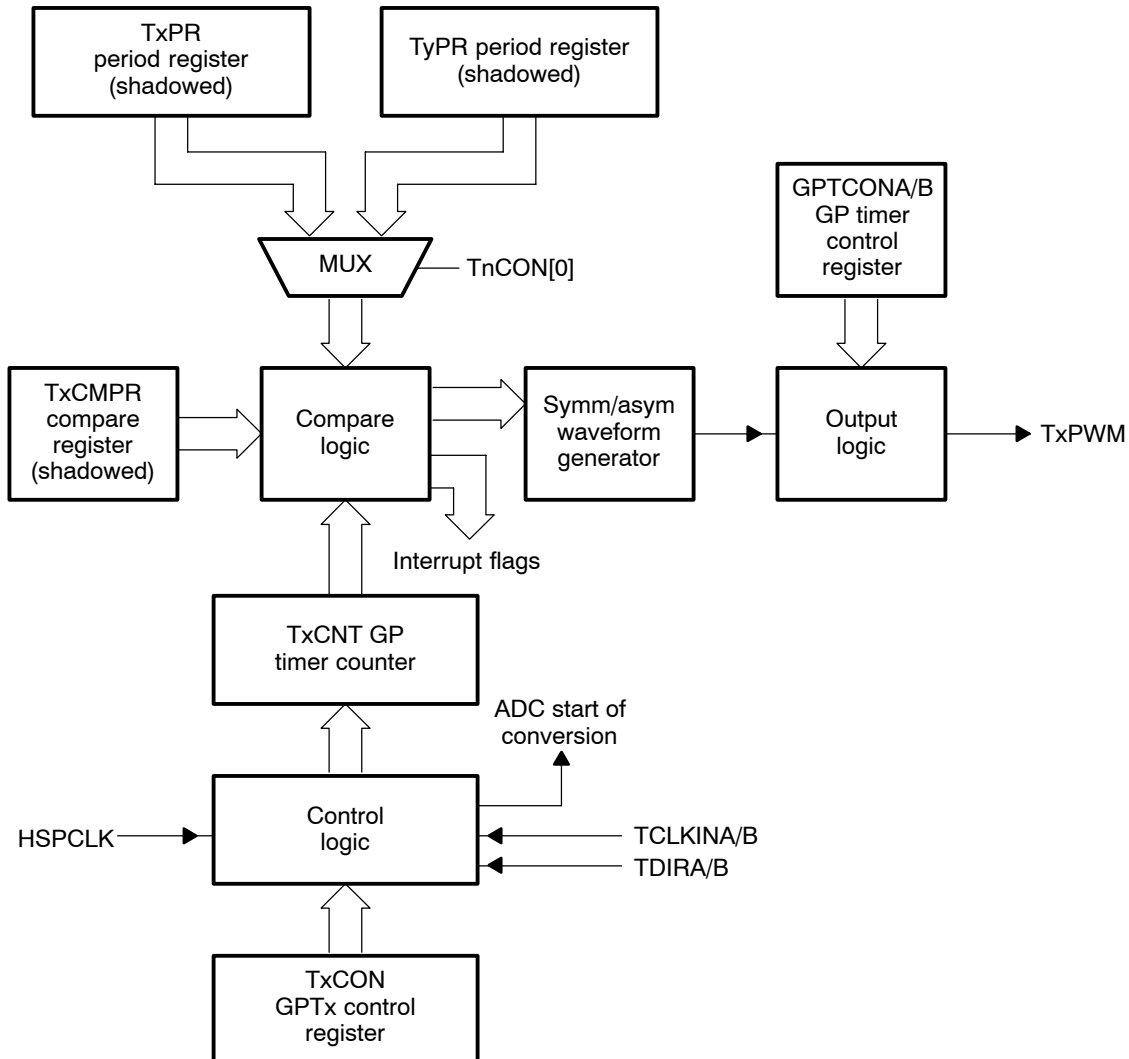 TxPR
period register
(shadowed)
TyPR period register
(shadowed)
GPTCONA/B
GP timer
control
register
MUX
TnCON[0]
TxCMPR
compare
register
(shadowed)
Compare
logic
Symm/asym
waveform
generator
Output
logic
TxPWM
Interrupt flags
TxCNT GP
timer counter
ADC start of
conversion
HSPCLK
Control
logic
TCLKINA/B
TDIRA/B
TxCON
GPTx control
register